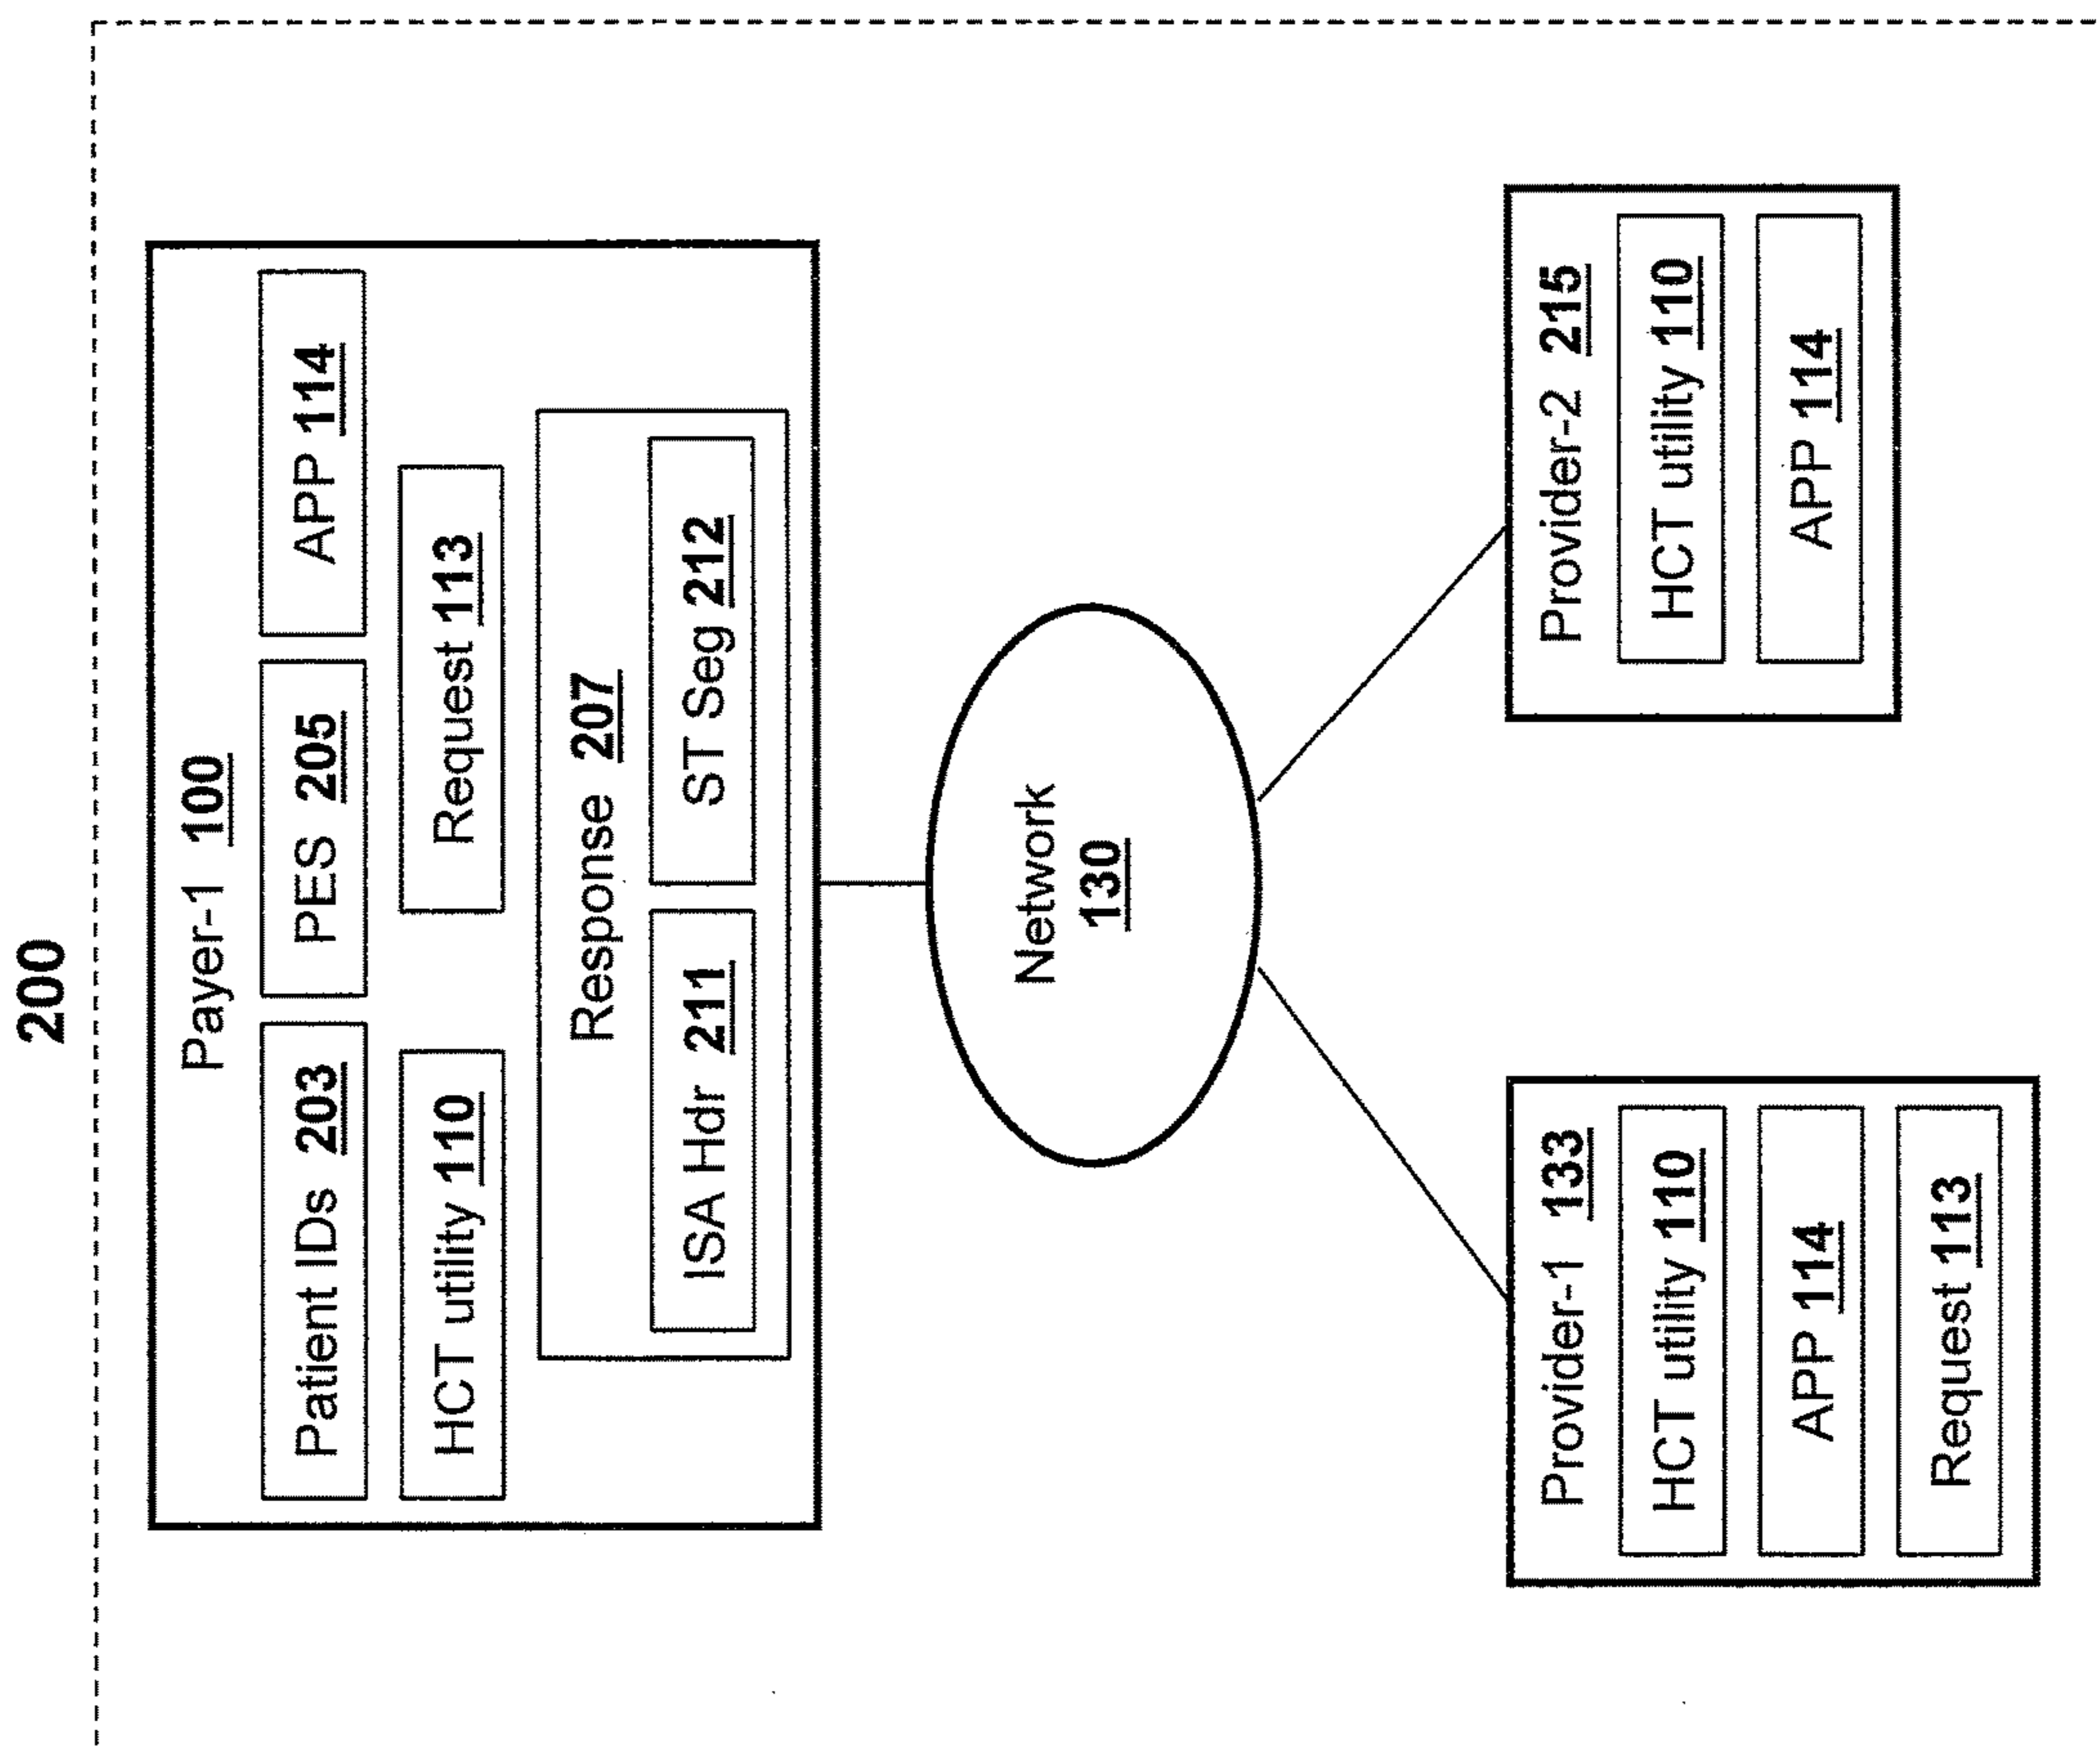 200
Payer-1 100
Patient IDs 203
PES 205
APP 114
HCT utility 110
Request 113
Response 207
ISA Hdr 211
ST Seg 212
Network
130
Provider-1 133
HCT utility 110
APP 114
Request 113
Provider-2 215
HCT utility 110
APP 114